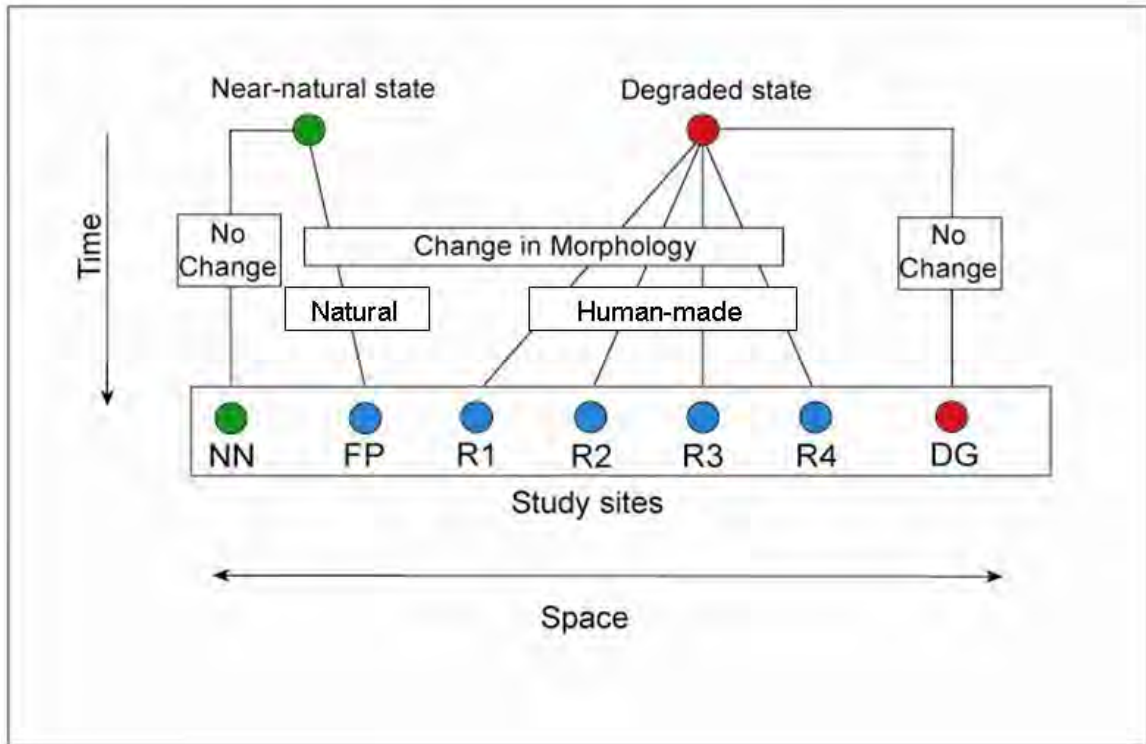 Near-natural state
Degraded state
Time
No
Change
Change in Morphology
No
Change
Natural
Human-made
NN
FP
R1
R2
R3
R4
DG
Study sites
Space